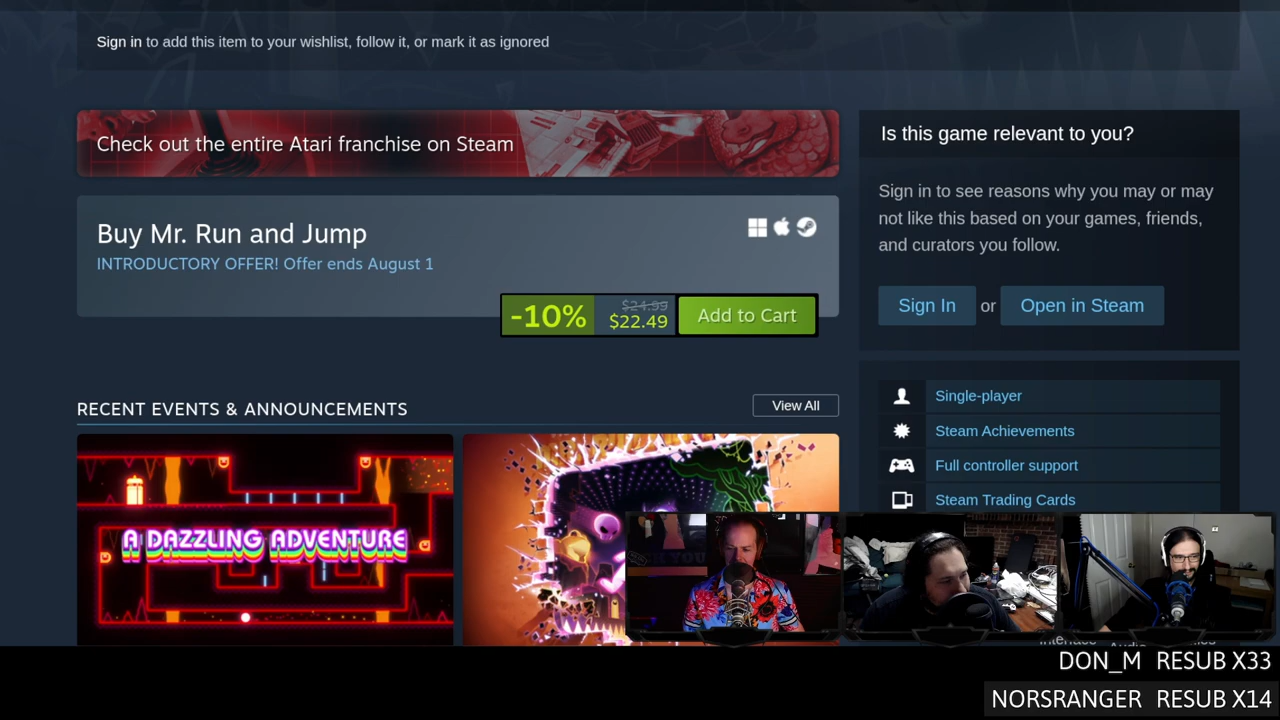 Sign in to add this item to your wishlist, follow it, or mark it as ignored
Check out the entire Atari franchise on Steam
Buy Mr. Run and Jump
INTRODUCTORY OFFER! Offer ends August 1
-10%
$24.99
$22.49
Add to Cart
RECENT EVENTS & ANNOUNCEMENTS
View All
A DAZZLING ADVENTURE
Is this game relevant to you?
Sign in to see reasons why you may or may
not like this based on your games, friends,
and curators you follow.
Sign In or Open in Steam
Single-player
Steam Achievements
Full controller support
Steam Trading Cards
DON_M RESUB X33
NORSRANGER RESUB X14